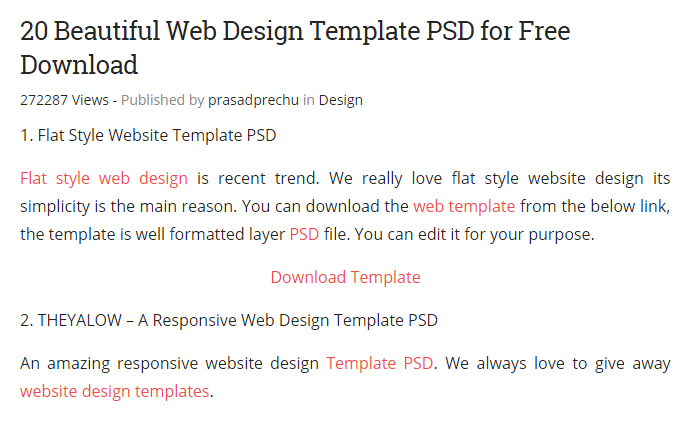 20 Beautiful Web Design Template PSD for Free
Download
272287 Views - Published by prasadprechu in Design
1. Flat Style Website Template PSD
Flat style web design is recent trend. We really love flat style website design its
simplicity is the main reason. You can download the web template from the below link,
the template is well formatted layer PSD file. You can edit it for your purpose.
Download Template
2. THEYALOW – A Responsive Web Design Template PSD
An amazing responsive website design Template PSD. We always love to give away
website design templates.